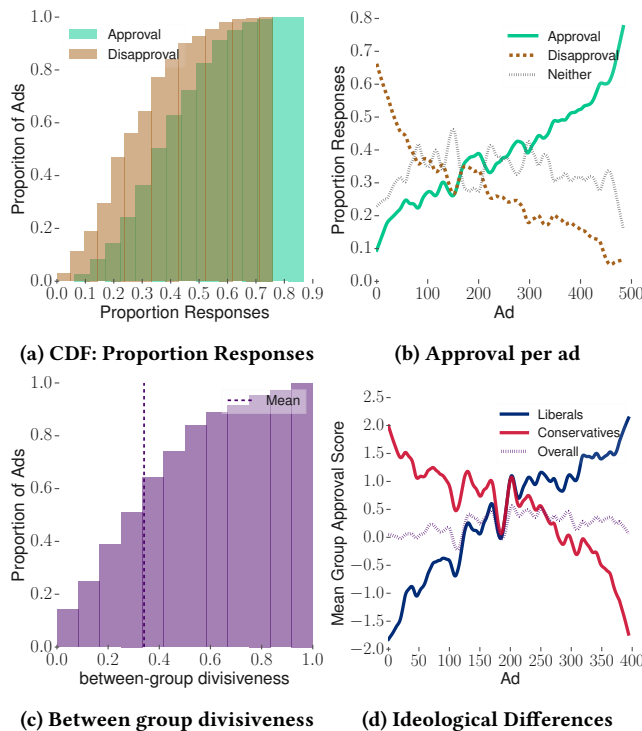 1.0
0.8
0.6
0.4
0.2
0.0
Proporiton of Ads
Approval
Disapproval
0.0 0.1 0.2 0.3 0.4 0.5 0.6 0.7 0.8 0.9
Proportion Responses
(a) CDF: Proportion Responses
0.8
0.7
0.6
0.5
0.4
0.3
0.2
0.1
0.0
Proportion Responses
Approval
Disapproval
Neither
0 100 200 300 400 500
Ad
(b) Approval per ad
1.0
0.8
0.6
0.4
0.2
0.0
Proportion of Ads
Mean
0.0 0.2 0.4 0.6 0.8 1.0
between-group divisiveness
(c) Between group divisiveness
2.5
2.0
1.5
1.0
0.5
0.0
−0.5
−1.0
−1.5
−2.0
Mean Group Approval Score
Liberals
Conservatives
Overall
0 50 100 150 200 250 300 350 400
Ad
(d) Ideological Differences